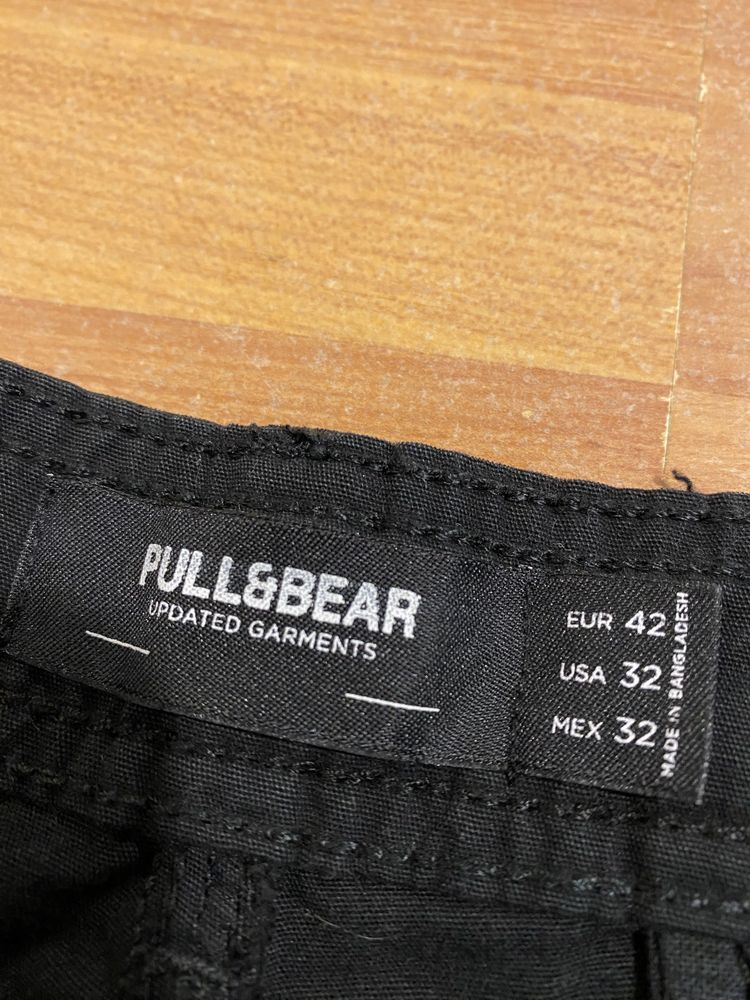 PULL&BEAR
UPDATED GARMENTS
EUR 42
USA 32
MEX 32
MADE IN BANGLADESH